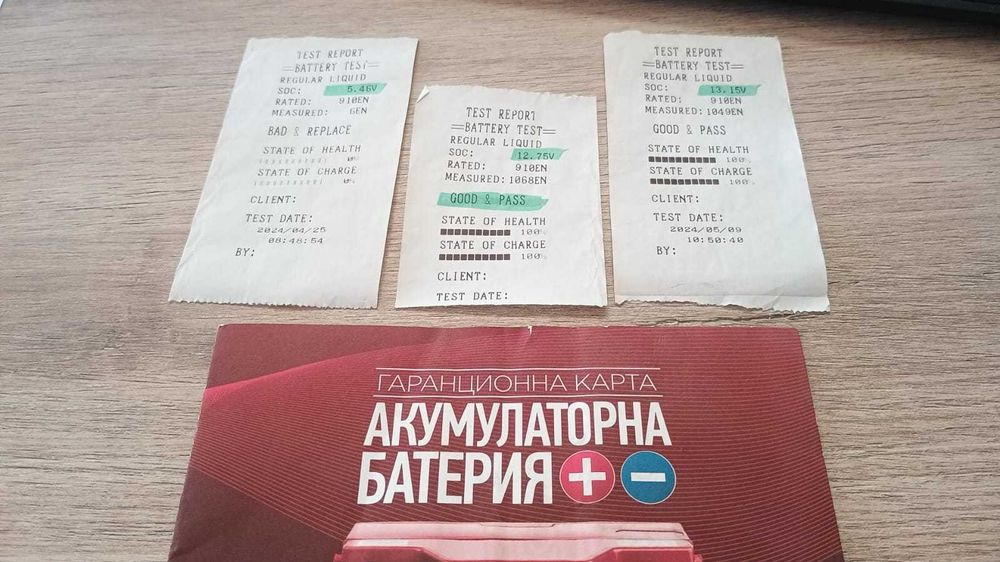 TEST REPORT
=BATTERY TEST=
REGULAR LIQUID
SOC: 5.46V
RATED: 910EN
MEASURED: 6EN
BAD & REPLACE
STATE OF HEALTH
0%
STATE OF CHARGE
0%
CLIENT:
TEST DATE:
2024/04/25
08:48:54
BY:
TEST REPORT
=BATTERY TEST=
REGULAR LIQUID
SOC: 12.75V
RATED: 910EN
MEASURED: 1068EN
GOOD & PASS
STATE OF HEALTH
100%
STATE OF CHARGE
100%
CLIENT:
TEST DATE:
TEST REPORT
=BATTERY TEST=
REGULAR LIQUID
SOC: 13.15V
RATED: 910EN
MEASURED: 1049EN
GOOD & PASS
STATE OF HEALTH
100%
STATE OF CHARGE
100%
CLIENT:
TEST DATE:
2024/05/09
10:50:40
BY:
ГАРАНЦИОННА КАРТА
АКУМУЛАТОРНА
БАТЕРИЯ + −